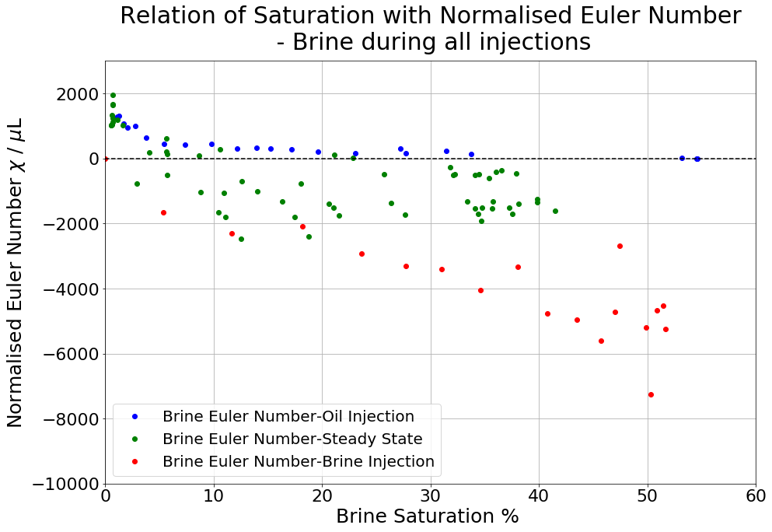 Relation of Saturation with Normalised Euler Number
- Brine during all injections
Normalised Euler Number χ / μL
2000
0
−2000
−4000
−6000
−8000
−10000
Brine Euler Number-Oil Injection
Brine Euler Number-Steady State
Brine Euler Number-Brine Injection
0 10 20 30 40 50 60
Brine Saturation %